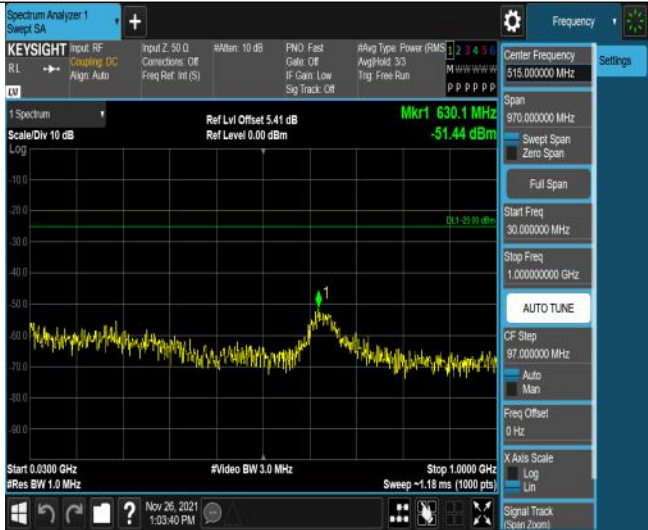 Spectrum Analyzer 1
Swept SA
+
Frequency
KEYSIGHT
RL
LV
Input: RF
Coupling: DC
Align: Auto
Input Z: 50 Ω
Corrections: Off
Freq Ref: Int (S)
#Atten: 10 dB
PNO: Fast
Gate: Off
IF Gain: Low
Sig Track: Off
#Avg Type: Power (RMS
Avg|Hold: 3/3
Trig: Free Run
1 2 3 4 5 6
M W W W W W
P P P P P P
1 Spectrum
Scale/Div 10 dB
Ref Lvl Offset 5.41 dB
Ref Level 0.00 dBm
Mkr1 630.1 MHz
-51.44 dBm
Log
-10.0
-20.0
DL1 -25.00 dBm
-30.0
-40.0
-50.0
1
-60.0
-70.0
-80.0
-90.0
Start 0.0300 GHz
#Res BW 1.0 MHz
#Video BW 3.0 MHz
Stop 1.0000 GHz
Sweep ~1.18 ms (1000 pts)
?
Nov 26, 2021
1:03:40 PM
Center Frequency
515.000000 MHz
Settings
Span
970.000000 MHz
Swept Span
Zero Span
Full Span
Start Freq
30.000000 MHz
Stop Freq
1.000000000 GHz
AUTO TUNE
CF Step
97.000000 MHz
Auto
Man
Freq Offset
0 Hz
X Axis Scale
Log
Lin
Signal Track
(Span Zoom)